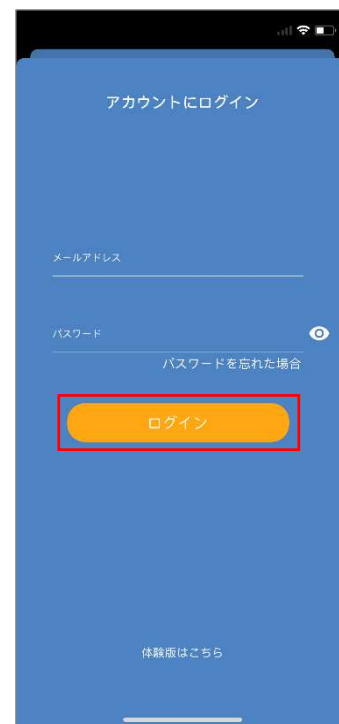 アカウントにログイン
メールアドレス
パスワード
パスワードを忘れた場合
ログイン
体験版はこちら